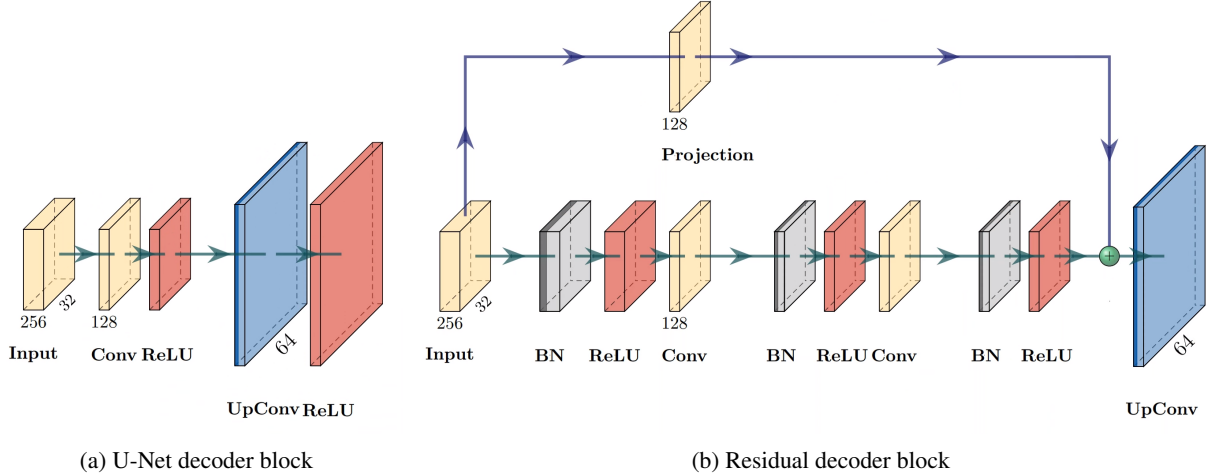 256
32
Input
128
Conv
ReLU
64
UpConv
ReLU
(a) U-Net decoder block
128
Projection
256
32
Input
BN
ReLU
128
Conv
BN
ReLU
Conv
BN
ReLU
+
64
UpConv
(b) Residual decoder block